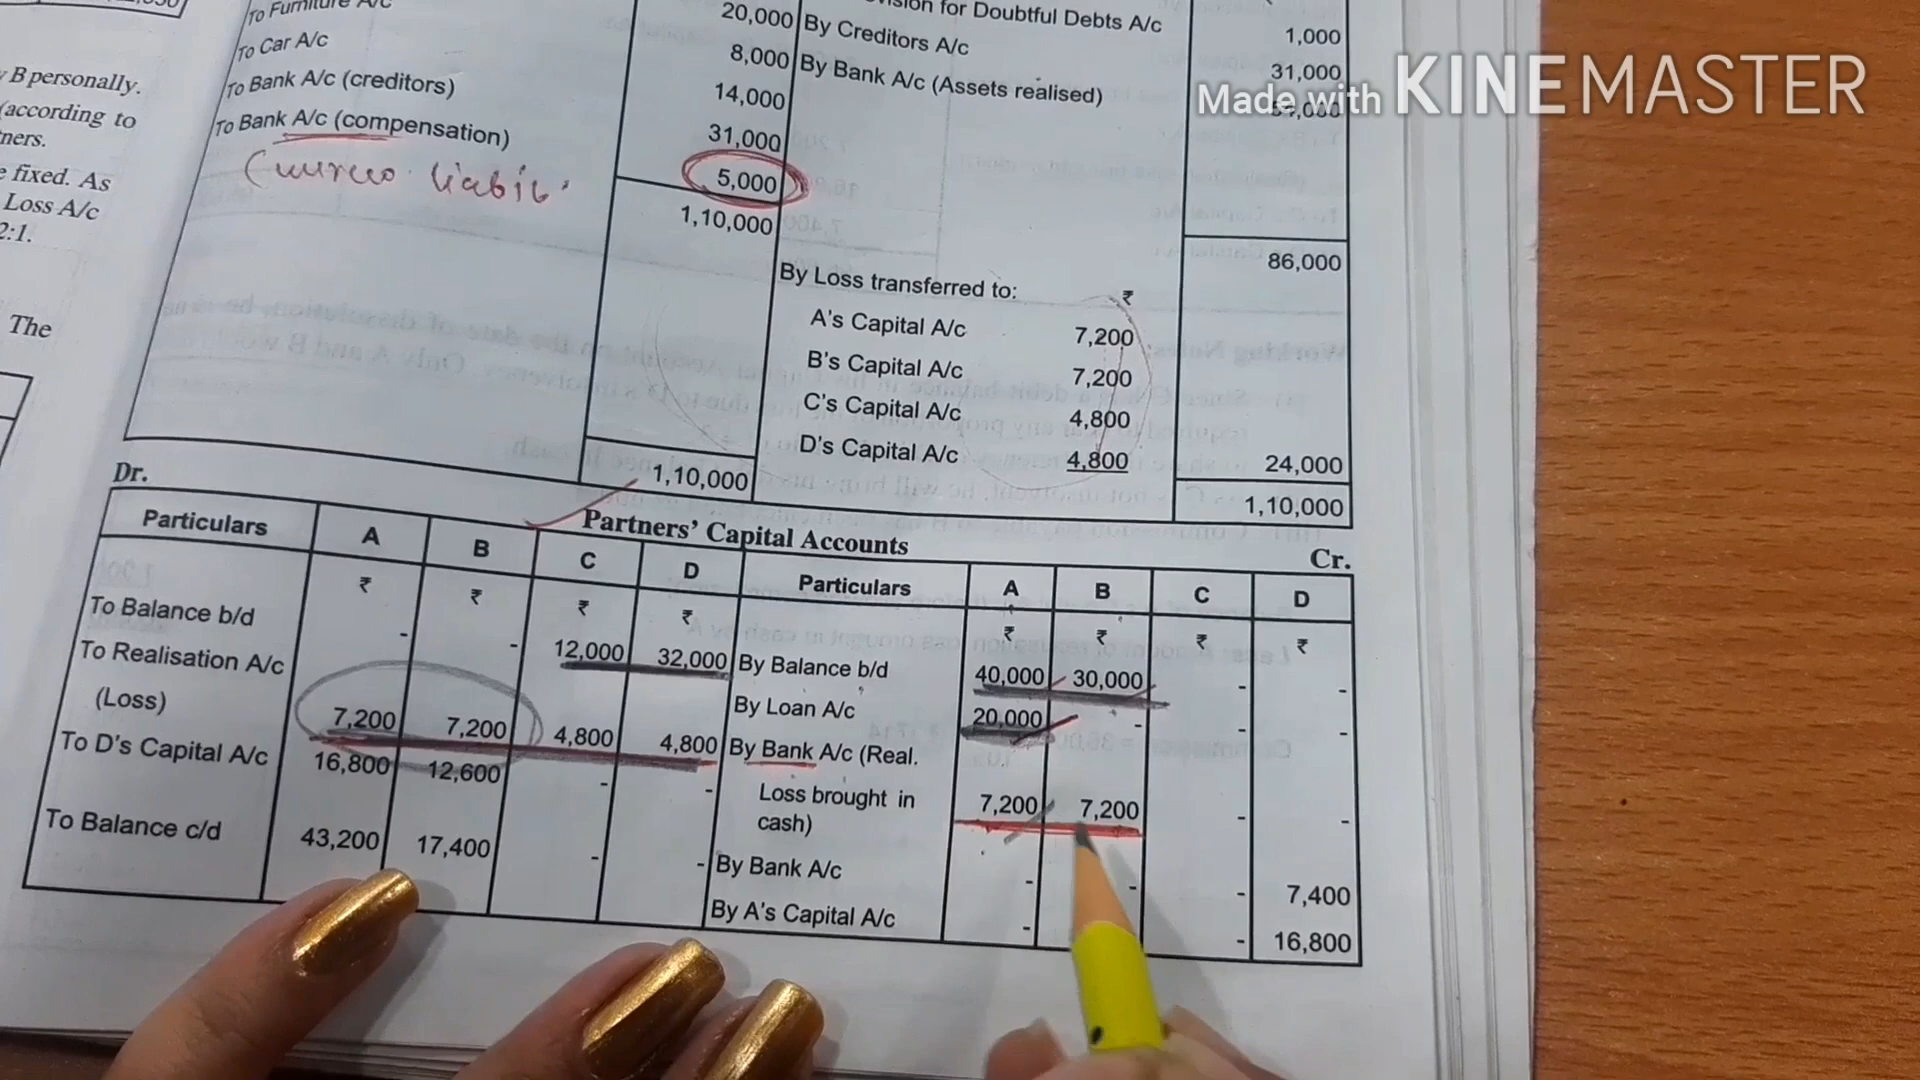 To Furniture A/c 20,000 for Doubtful Debts A/c 1,000
To Car A/c 8,000 By Creditors A/c 31,000
To Bank A/c (creditors) 14,000 By Bank A/c (Assets realised)
To Bank A/c (compensation) 31,000
5,000
1,10,000 86,000
Made with KINEMASTER
B personally.
(according to
fixed. As
Loss A/c
2:1.
The
By Loss transferred to: ₹
A's Capital A/c 7,200
B's Capital A/c 7,200
C's Capital A/c 4,800
D's Capital A/c 4,800 24,000
1,10,000 1,10,000
Dr. Partners' Capital Accounts Cr.
Particulars A B C D Particulars A B C D
₹ ₹ ₹ ₹ ₹ ₹ ₹ ₹
To Balance b/d - - 12,000 32,000 By Balance b/d 40,000 30,000 - -
To Realisation A/c By Loan A/c 20,000 - - -
(Loss) 7,200 7,200 4,800 4,800 By Bank A/c (Real.
To D's Capital A/c 16,800 12,600 - - Loss brought in 7,200 7,200 - -
cash)
To Balance c/d 43,200 17,400 - - By Bank A/c - - - 7,400
By A's Capital A/c - - 16,800